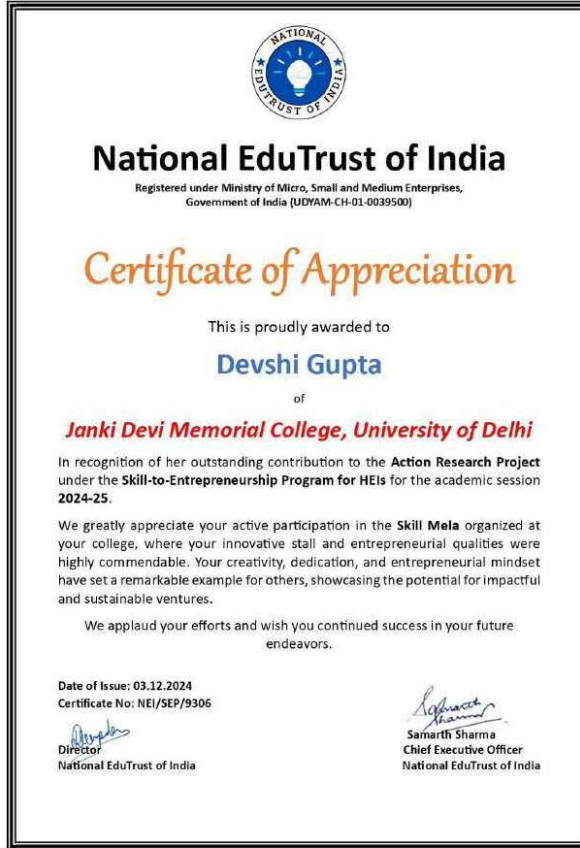 NATIONAL
EDUTRUST OF INDIA
National EduTrust of India
Registered under Ministry of Micro, Small and Medium Enterprises,
Government of India (UDYAM-CH-01-0039500)
Certificate of Appreciation
This is proudly awarded to
Devshi Gupta
of
Janki Devi Memorial College, University of Delhi
In recognition of her outstanding contribution to the Action Research Project
under the Skill-to-Entrepreneurship Program for HEIs for the academic session
2024-25.
We greatly appreciate your active participation in the Skill Mela organized at
your college, where your innovative stall and entrepreneurial qualities were
highly commendable. Your creativity, dedication, and entrepreneurial mindset
have set a remarkable example for others, showcasing the potential for impactful
and sustainable ventures.
We applaud your efforts and wish you continued success in your future
endeavors.
Date of Issue: 03.12.2024
Certificate No: NEI/SEP/9306
Director
National EduTrust of India
Samarth
Sharma
Samarth Sharma
Chief Executive Officer
National EduTrust of India